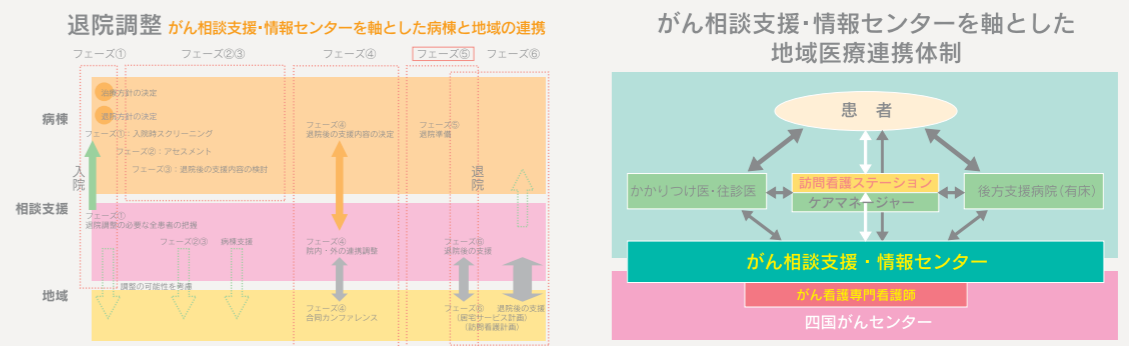 退院調整 がん相談支援・情報センターを軸とした病棟と地域の連携
フェーズ① フェーズ②③ フェーズ④ フェーズ⑤ フェーズ⑥
病棟
相談支援
地域
治療方針の決定
退院方針の決定
フェーズ①：入院時スクリーニング
フェーズ②：アセスメント
フェーズ③：退院後の支援内容の検討
入院
フェーズ①
退院調整の必要な全患者の把握
フェーズ②③ 病棟支援
調整の可能性を考慮
フェーズ④
退院後の支援内容の決定
フェーズ④
院内・外の連携調整
フェーズ④
合同カンファレンス
フェーズ⑤
退院準備
退院
フェーズ⑥
退院後の支援
フェーズ⑥
（居宅サービス計画）
（訪問看護計画）
退院後の支援
がん相談支援・情報センターを軸とした
地域医療連携体制
患 者
かかりつけ医・往診医
訪問看護ステーション
ケアマネージャー
後方支援病院（有床）
がん相談支援・情報センター
がん看護専門看護師
四国がんセンター